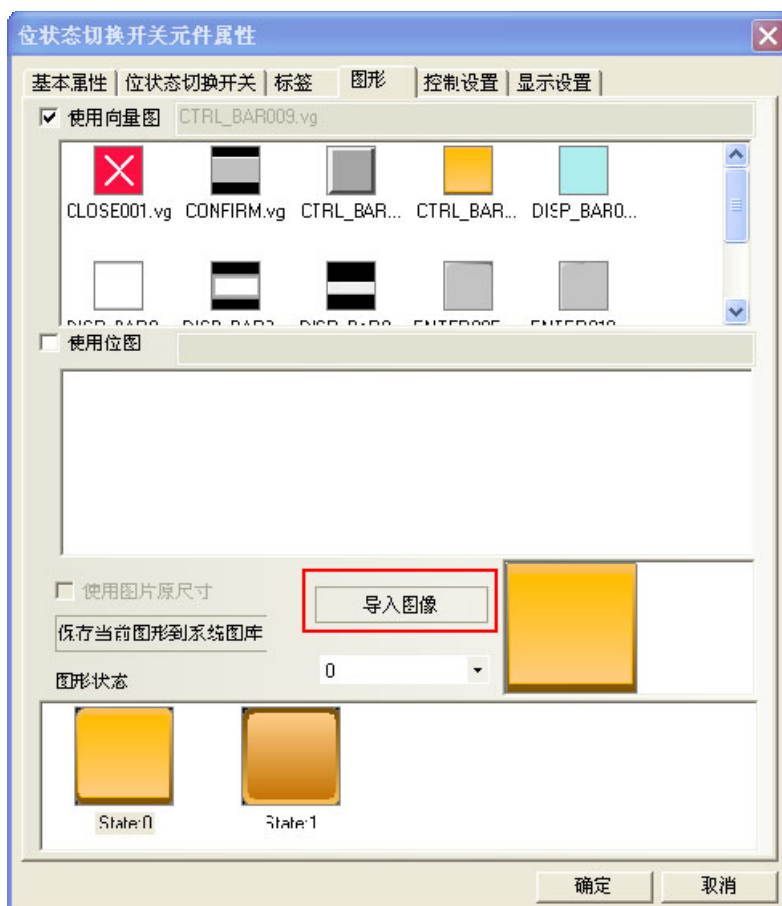 位状态切换开关元件属性
基本属性 位状态切换开关 标签 图形 控制设置 显示设置
使用向量图 CTRL_BAR009.vg
CLOSE001.vg CONFIRM.vg CTRL_BAR... CTRL_BAR... DISP_BAR0...
使用位图
使用图片原尺寸
导入图像
保存当前图形到系统图库
0
图形状态
State:0 State:1
确定 取消